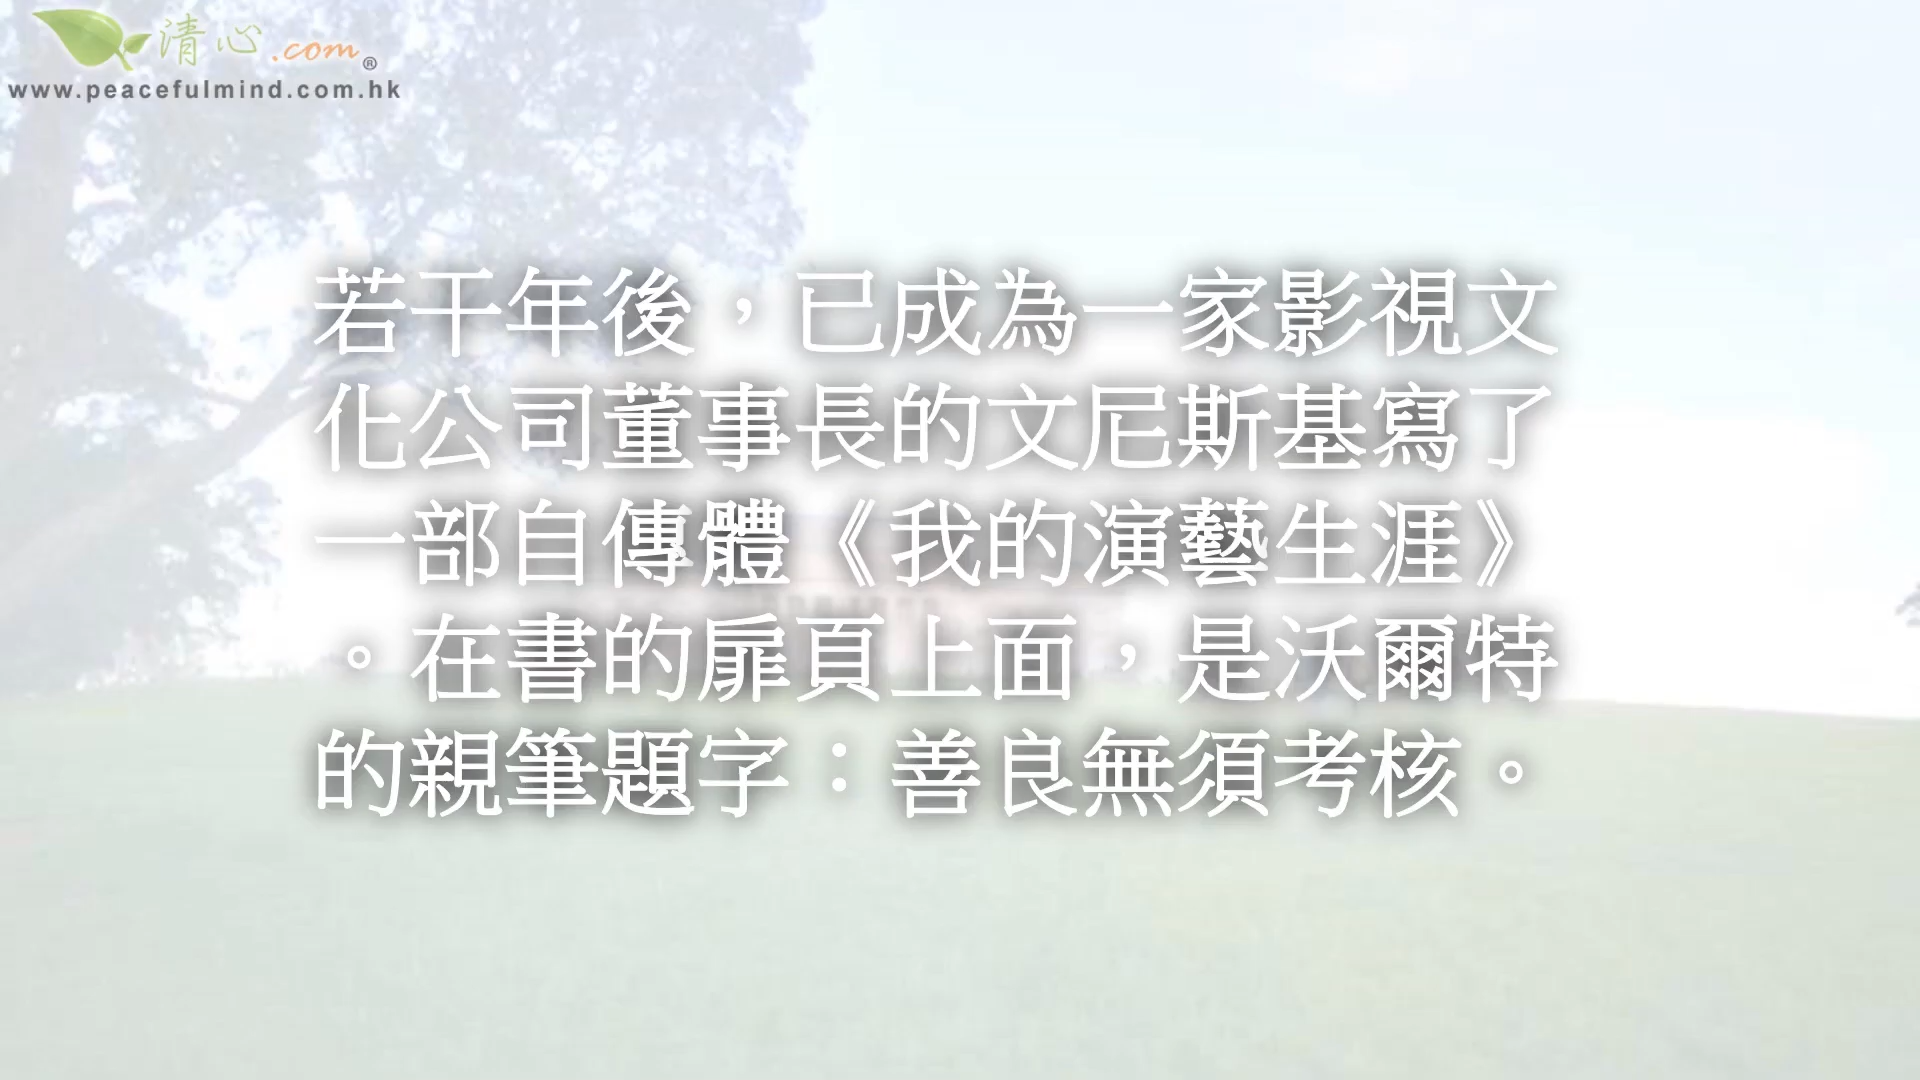 清心.com®
www.peacefulmind.com.hk
若干年後，已成為一家影視文
化公司董事長的文尼斯基寫了
一部自傳體《我的演藝生涯》
。在書的扉頁上面，是沃爾特
的親筆題字：善良無須考核。